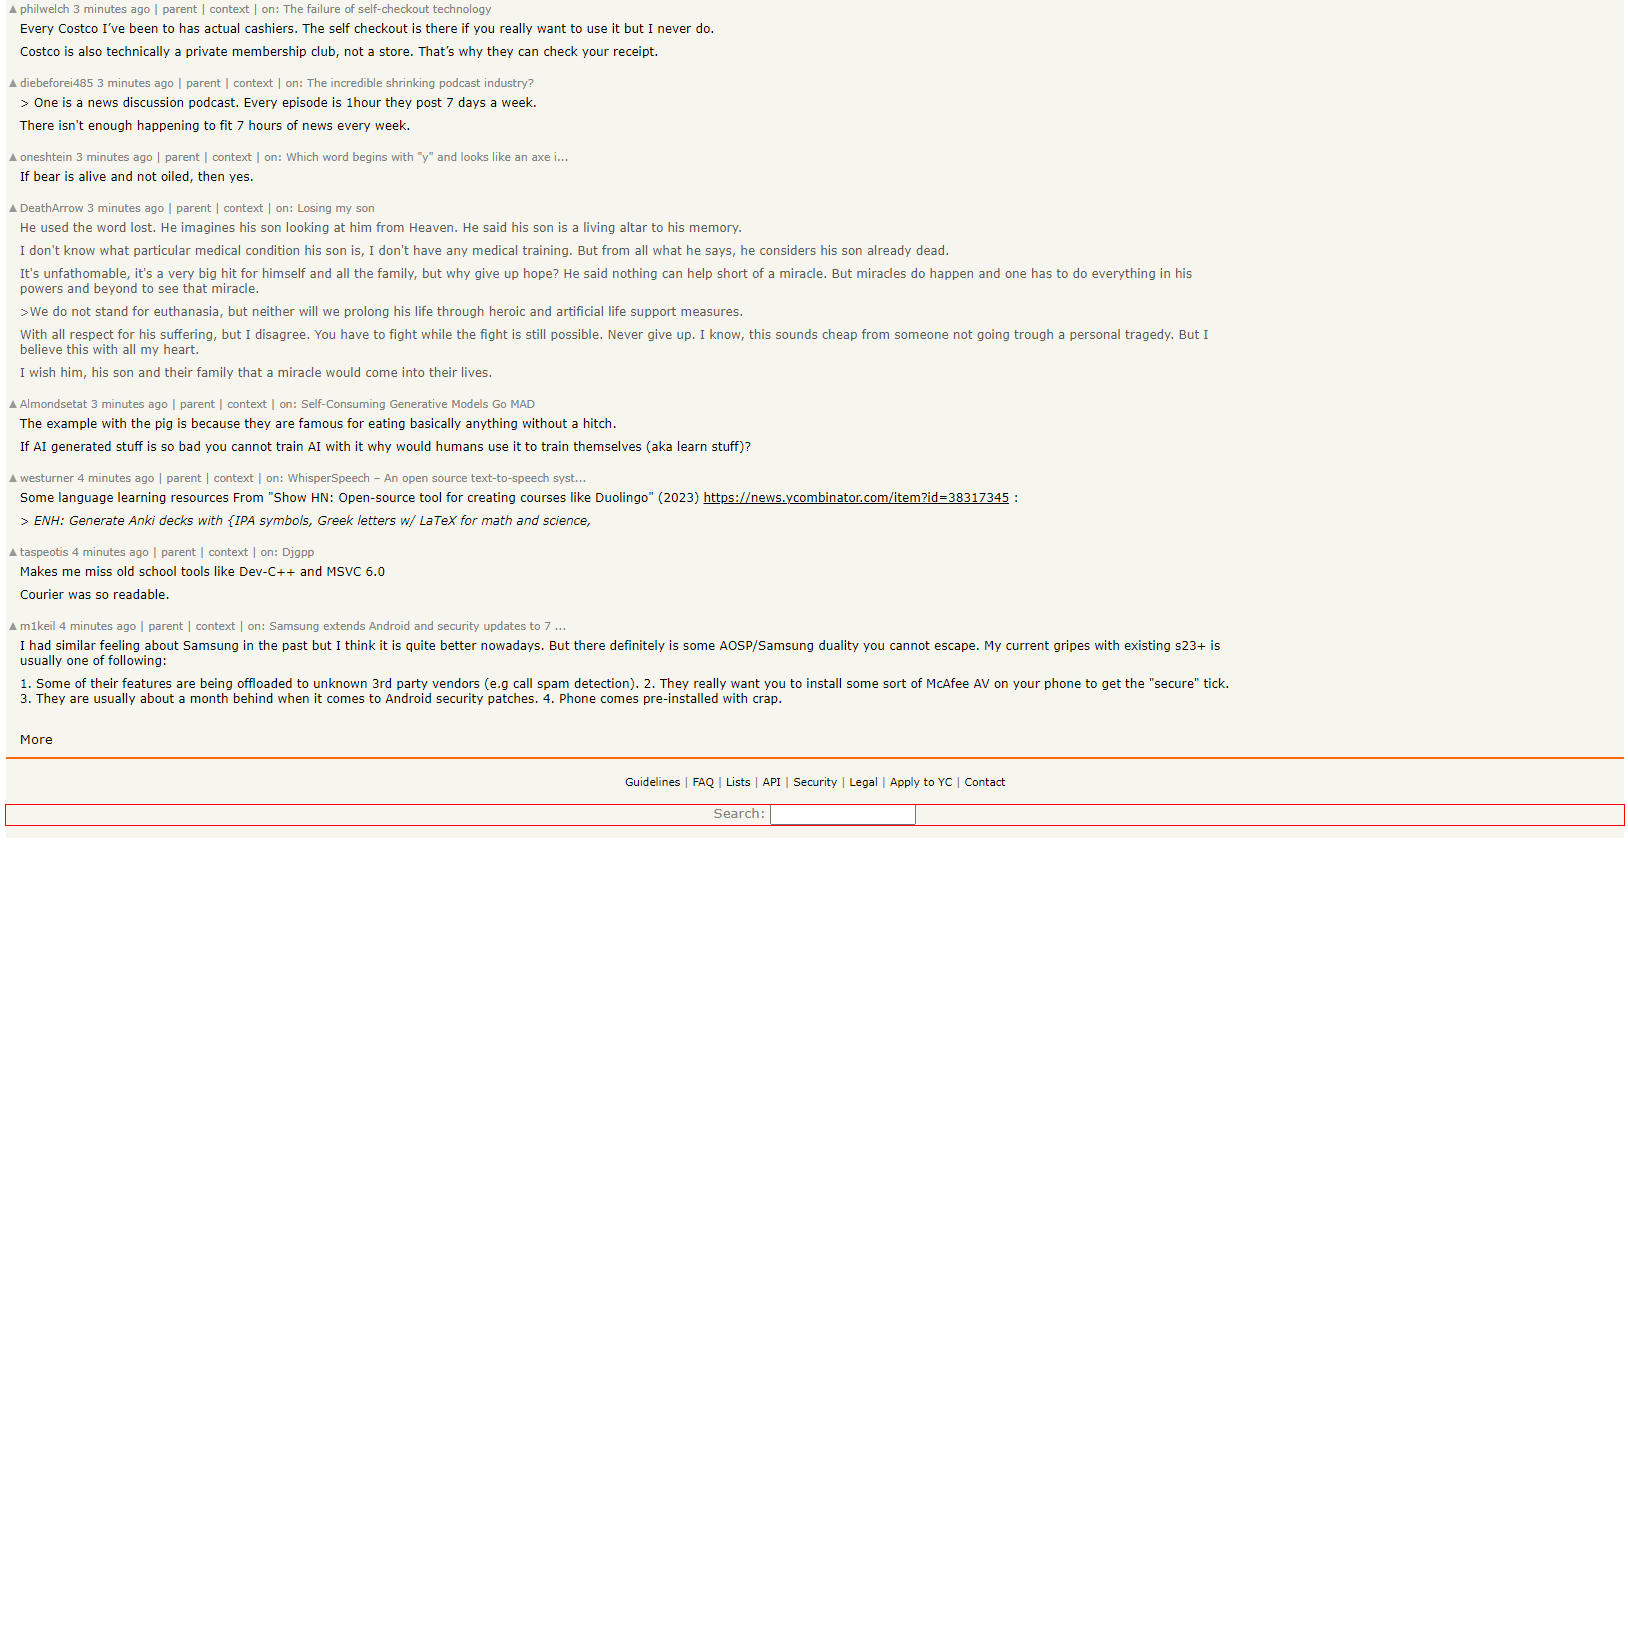 ▲ philwelch 3 minutes ago | parent | context | on: The failure of self-checkout technology
Every Costco I’ve been to has actual cashiers. The self checkout is there if you really want to use it but I never do.
Costco is also technically a private membership club, not a store. That’s why they can check your receipt.
▲ diebeforei485 3 minutes ago | parent | context | on: The incredible shrinking podcast industry?
> One is a news discussion podcast. Every episode is 1hour they post 7 days a week.
There isn't enough happening to fit 7 hours of news every week.
▲ oneshtein 3 minutes ago | parent | context | on: Which word begins with "y" and looks like an axe i...
If bear is alive and not oiled, then yes.
▲ DeathArrow 3 minutes ago | parent | context | on: Losing my son
He used the word lost. He imagines his son looking at him from Heaven. He said his son is a living altar to his memory.
I don't know what particular medical condition his son is, I don't have any medical training. But from all what he says, he considers his son already dead.
It's unfathomable, it's a very big hit for himself and all the family, but why give up hope? He said nothing can help short of a miracle. But miracles do happen and one has to do everything in his
powers and beyond to see that miracle.
>We do not stand for euthanasia, but neither will we prolong his life through heroic and artificial life support measures.
With all respect for his suffering, but I disagree. You have to fight while the fight is still possible. Never give up. I know, this sounds cheap from someone not going trough a personal tragedy. But I
believe this with all my heart.
I wish him, his son and their family that a miracle would come into their lives.
▲ Almondsetat 3 minutes ago | parent | context | on: Self-Consuming Generative Models Go MAD
The example with the pig is because they are famous for eating basically anything without a hitch.
If AI generated stuff is so bad you cannot train AI with it why would humans use it to train themselves (aka learn stuff)?
▲ westurner 4 minutes ago | parent | context | on: WhisperSpeech – An open source text-to-speech syst...
Some language learning resources From "Show HN: Open-source tool for creating courses like Duolingo" (2023) https://news.ycombinator.com/item?id=38317345 :
> ENH: Generate Anki decks with {IPA symbols, Greek letters w/ LaTeX for math and science,
▲ taspeotis 4 minutes ago | parent | context | on: Djgpp
Makes me miss old school tools like Dev-C++ and MSVC 6.0
Courier was so readable.
▲ m1keil 4 minutes ago | parent | context | on: Samsung extends Android and security updates to 7 ...
I had similar feeling about Samsung in the past but I think it is quite better nowadays. But there definitely is some AOSP/Samsung duality you cannot escape. My current gripes with existing s23+ is
usually one of following:
1. Some of their features are being offloaded to unknown 3rd party vendors (e.g call spam detection). 2. They really want you to install some sort of McAfee AV on your phone to get the "secure" tick.
3. They are usually about a month behind when it comes to Android security patches. 4. Phone comes pre-installed with crap.
More
Guidelines | FAQ | Lists | API | Security | Legal | Apply to YC | Contact
Search: